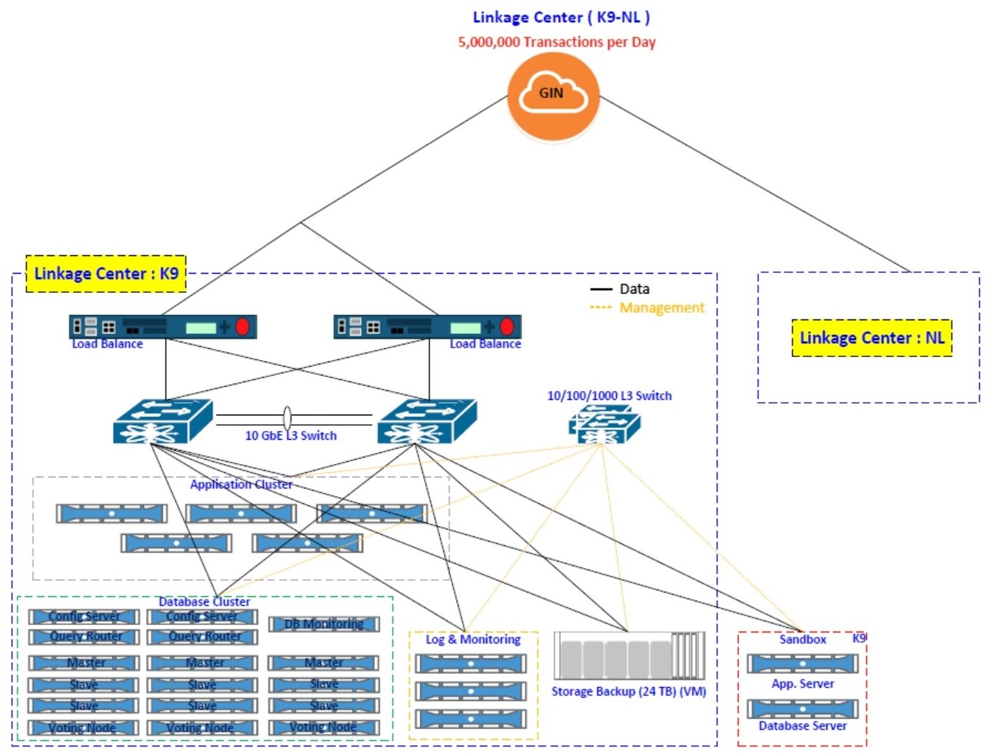 Linkage Center ( K9-NL )
5,000,000 Transactions per Day
GIN
Linkage Center : K9
Data
Management
Linkage Center : NL
Load Balance
Load Balance
10/100/1000 L3 Switch
10 GbE L3 Switch
Application Cluster
Database Cluster
Config Server
Config Server
DB Monitoring
Query Router
Query Router
Master
Master
Master
Slave
Slave
Slave
Slave
Slave
Slave
Voting Node
Voting Node
Voting Node
Log & Monitoring
Storage Backup (24 TB) (VM)
Sandbox
K9
App. Server
Database Server